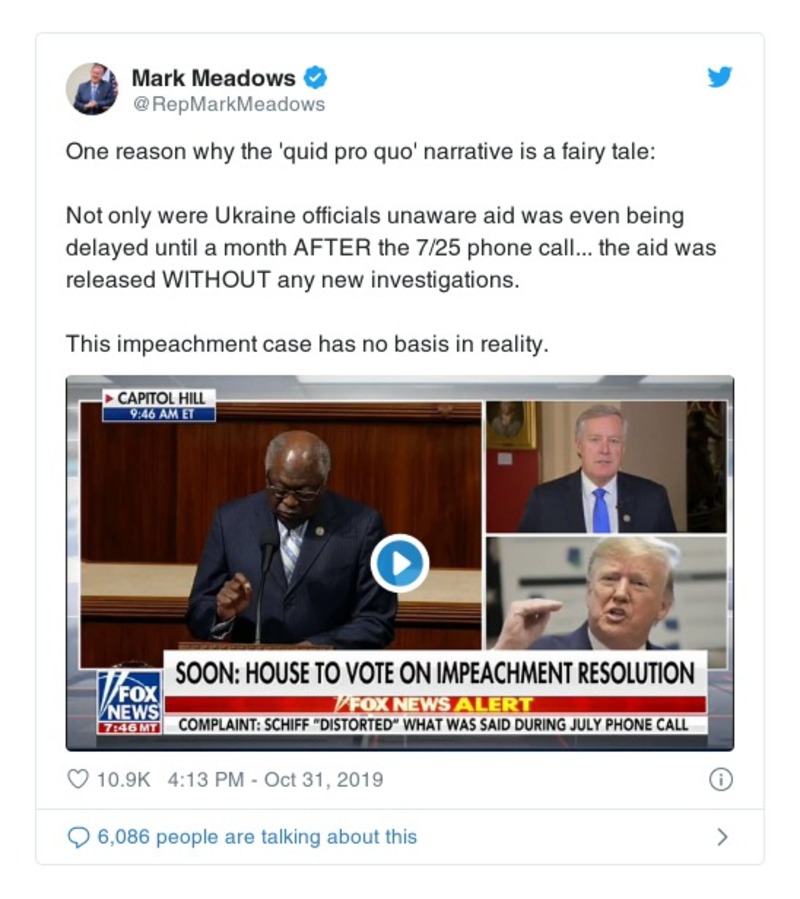 Mark Meadows
@RepMarkMeadows
One reason why the 'quid pro quo' narrative is a fairy tale:
Not only were Ukraine officials unaware aid was even being
delayed until a month AFTER the 7/25 phone call... the aid was
released WITHOUT any new investigations.
This impeachment case has no basis in reality.
CAPITOL HILL
9:46 AM ET
SOON: HOUSE TO VOTE ON IMPEACHMENT RESOLUTION
FOX NEWS ALERT
FOX
NEWS
7:46 MT
COMPLAINT: SCHIFF "DISTORTED" WHAT WAS SAID DURING JULY PHONE CALL
10.9K 4:13 PM - Oct 31, 2019
6,086 people are talking about this